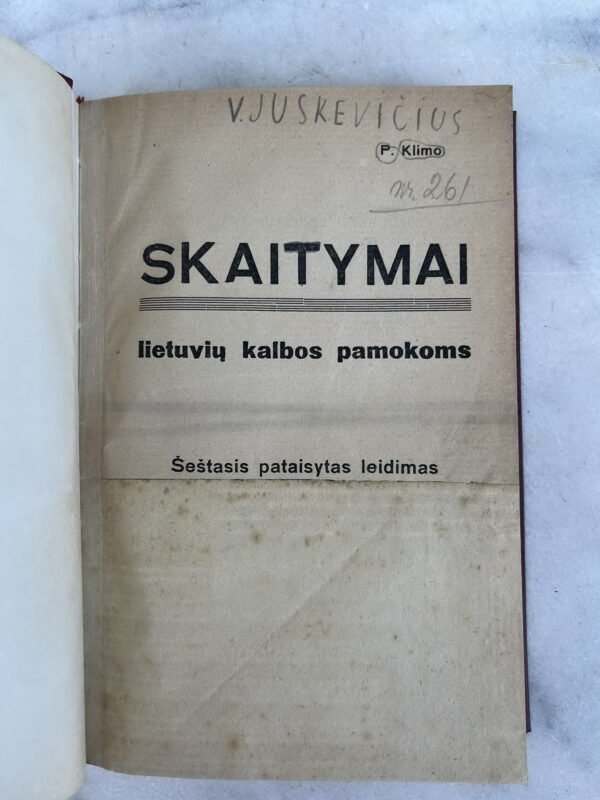 V. JUSKEVIČIUS
P. Klimo
nr. 261
SKAITYMAI
lietuvių kalbos pamokoms
Šeštasis pataisytas leidimas